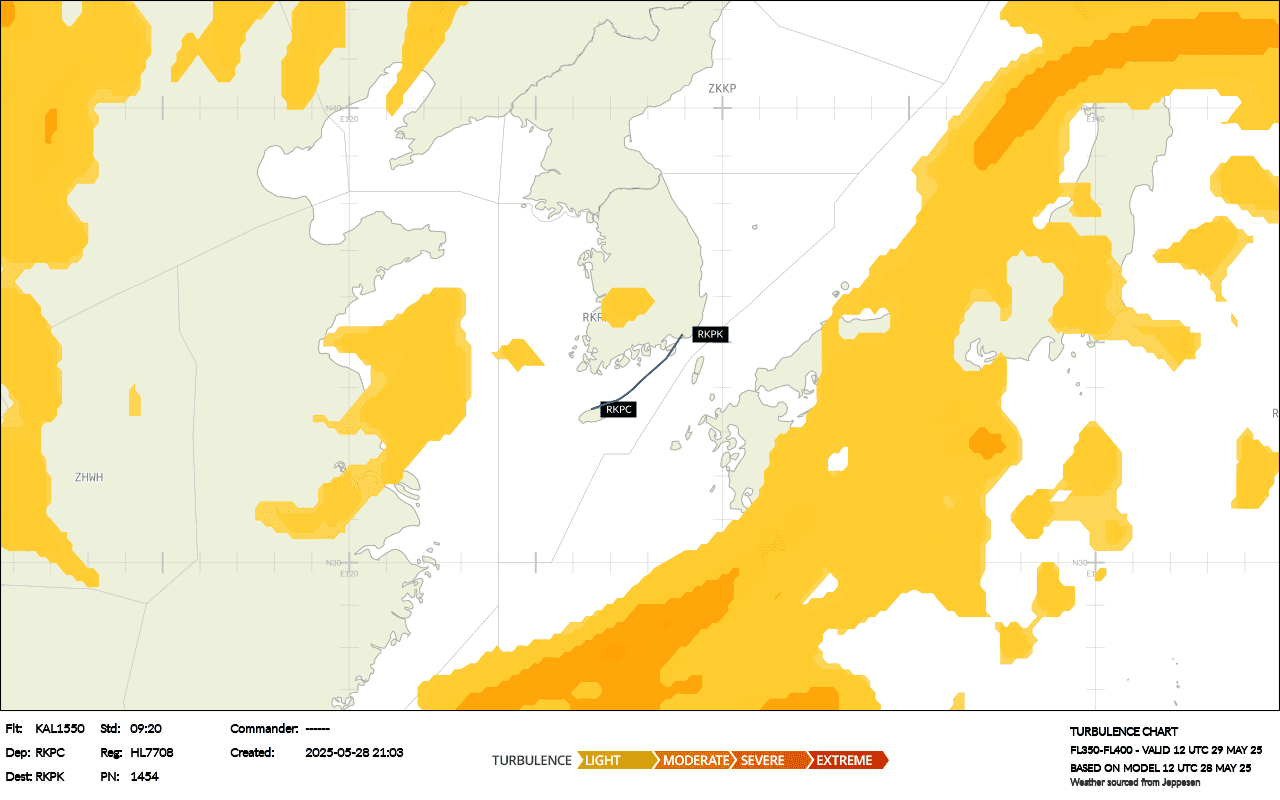 ZKKP
N40
E120
E140
RKR
RKPK
RKPC
R
ZHWH
N30
E120
N30
Flt: KAL1550 Std: 09:20 Commander: ------
Dep: RKPC Reg: HL7708 Created: 2025-05-28 21:03
Dest: RKPK PN: 1454
TURBULENCE LIGHT MODERATE SEVERE EXTREME
TURBULENCE CHART
FL350-FL400 - VALID 12 UTC 29 MAY 25
BASED ON MODEL 12 UTC 28 MAY 25
Weather sourced from Jeppesen